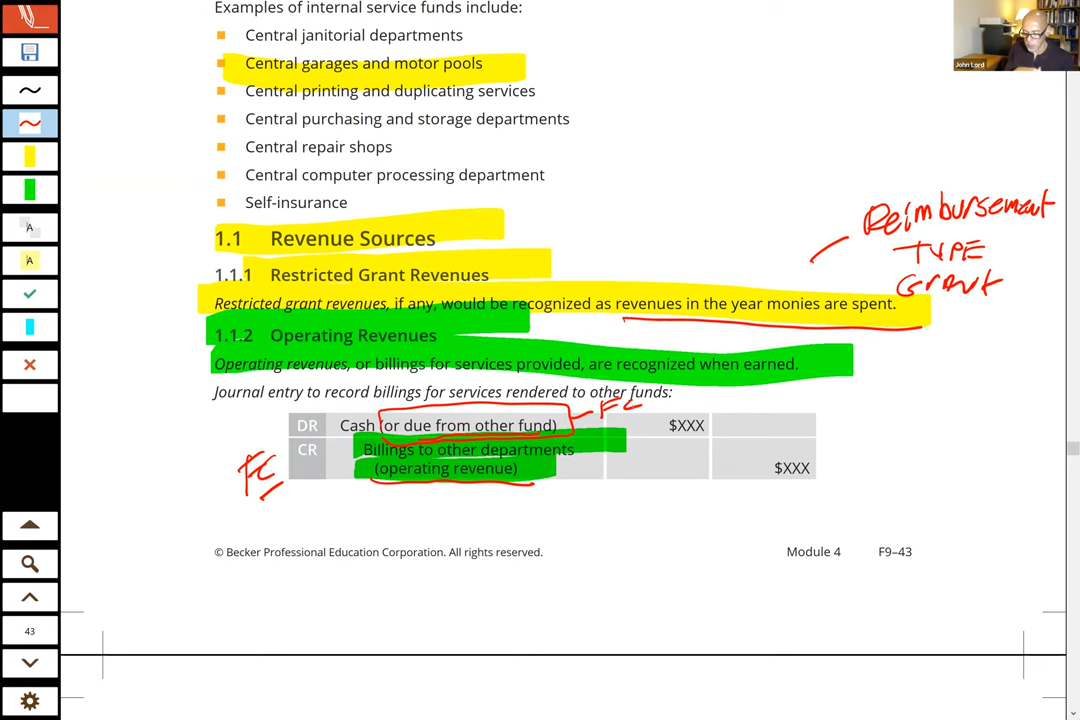 Examples of internal service funds include:
Central janitorial departments
Central garages and motor pools
Central printing and duplicating services
Central purchasing and storage departments
Central repair shops
Central computer processing department
Self-insurance
John Lord
Reimbursement
TYPE
Grant
1.1 Revenue Sources
1.1.1 Restricted Grant Revenues
Restricted grant revenues, if any, would be recognized as revenues in the year monies are spent.
1.1.2 Operating Revenues
Operating revenues, or billings for services provided, are recognized when earned.
Journal entry to record billings for services rendered to other funds:
DR Cash (or due from other fund) $XXX
CR Billings to other departments
(operating revenue) $XXX
© Becker Professional Education Corporation. All rights reserved. Module 4 F9–43
A
A
43